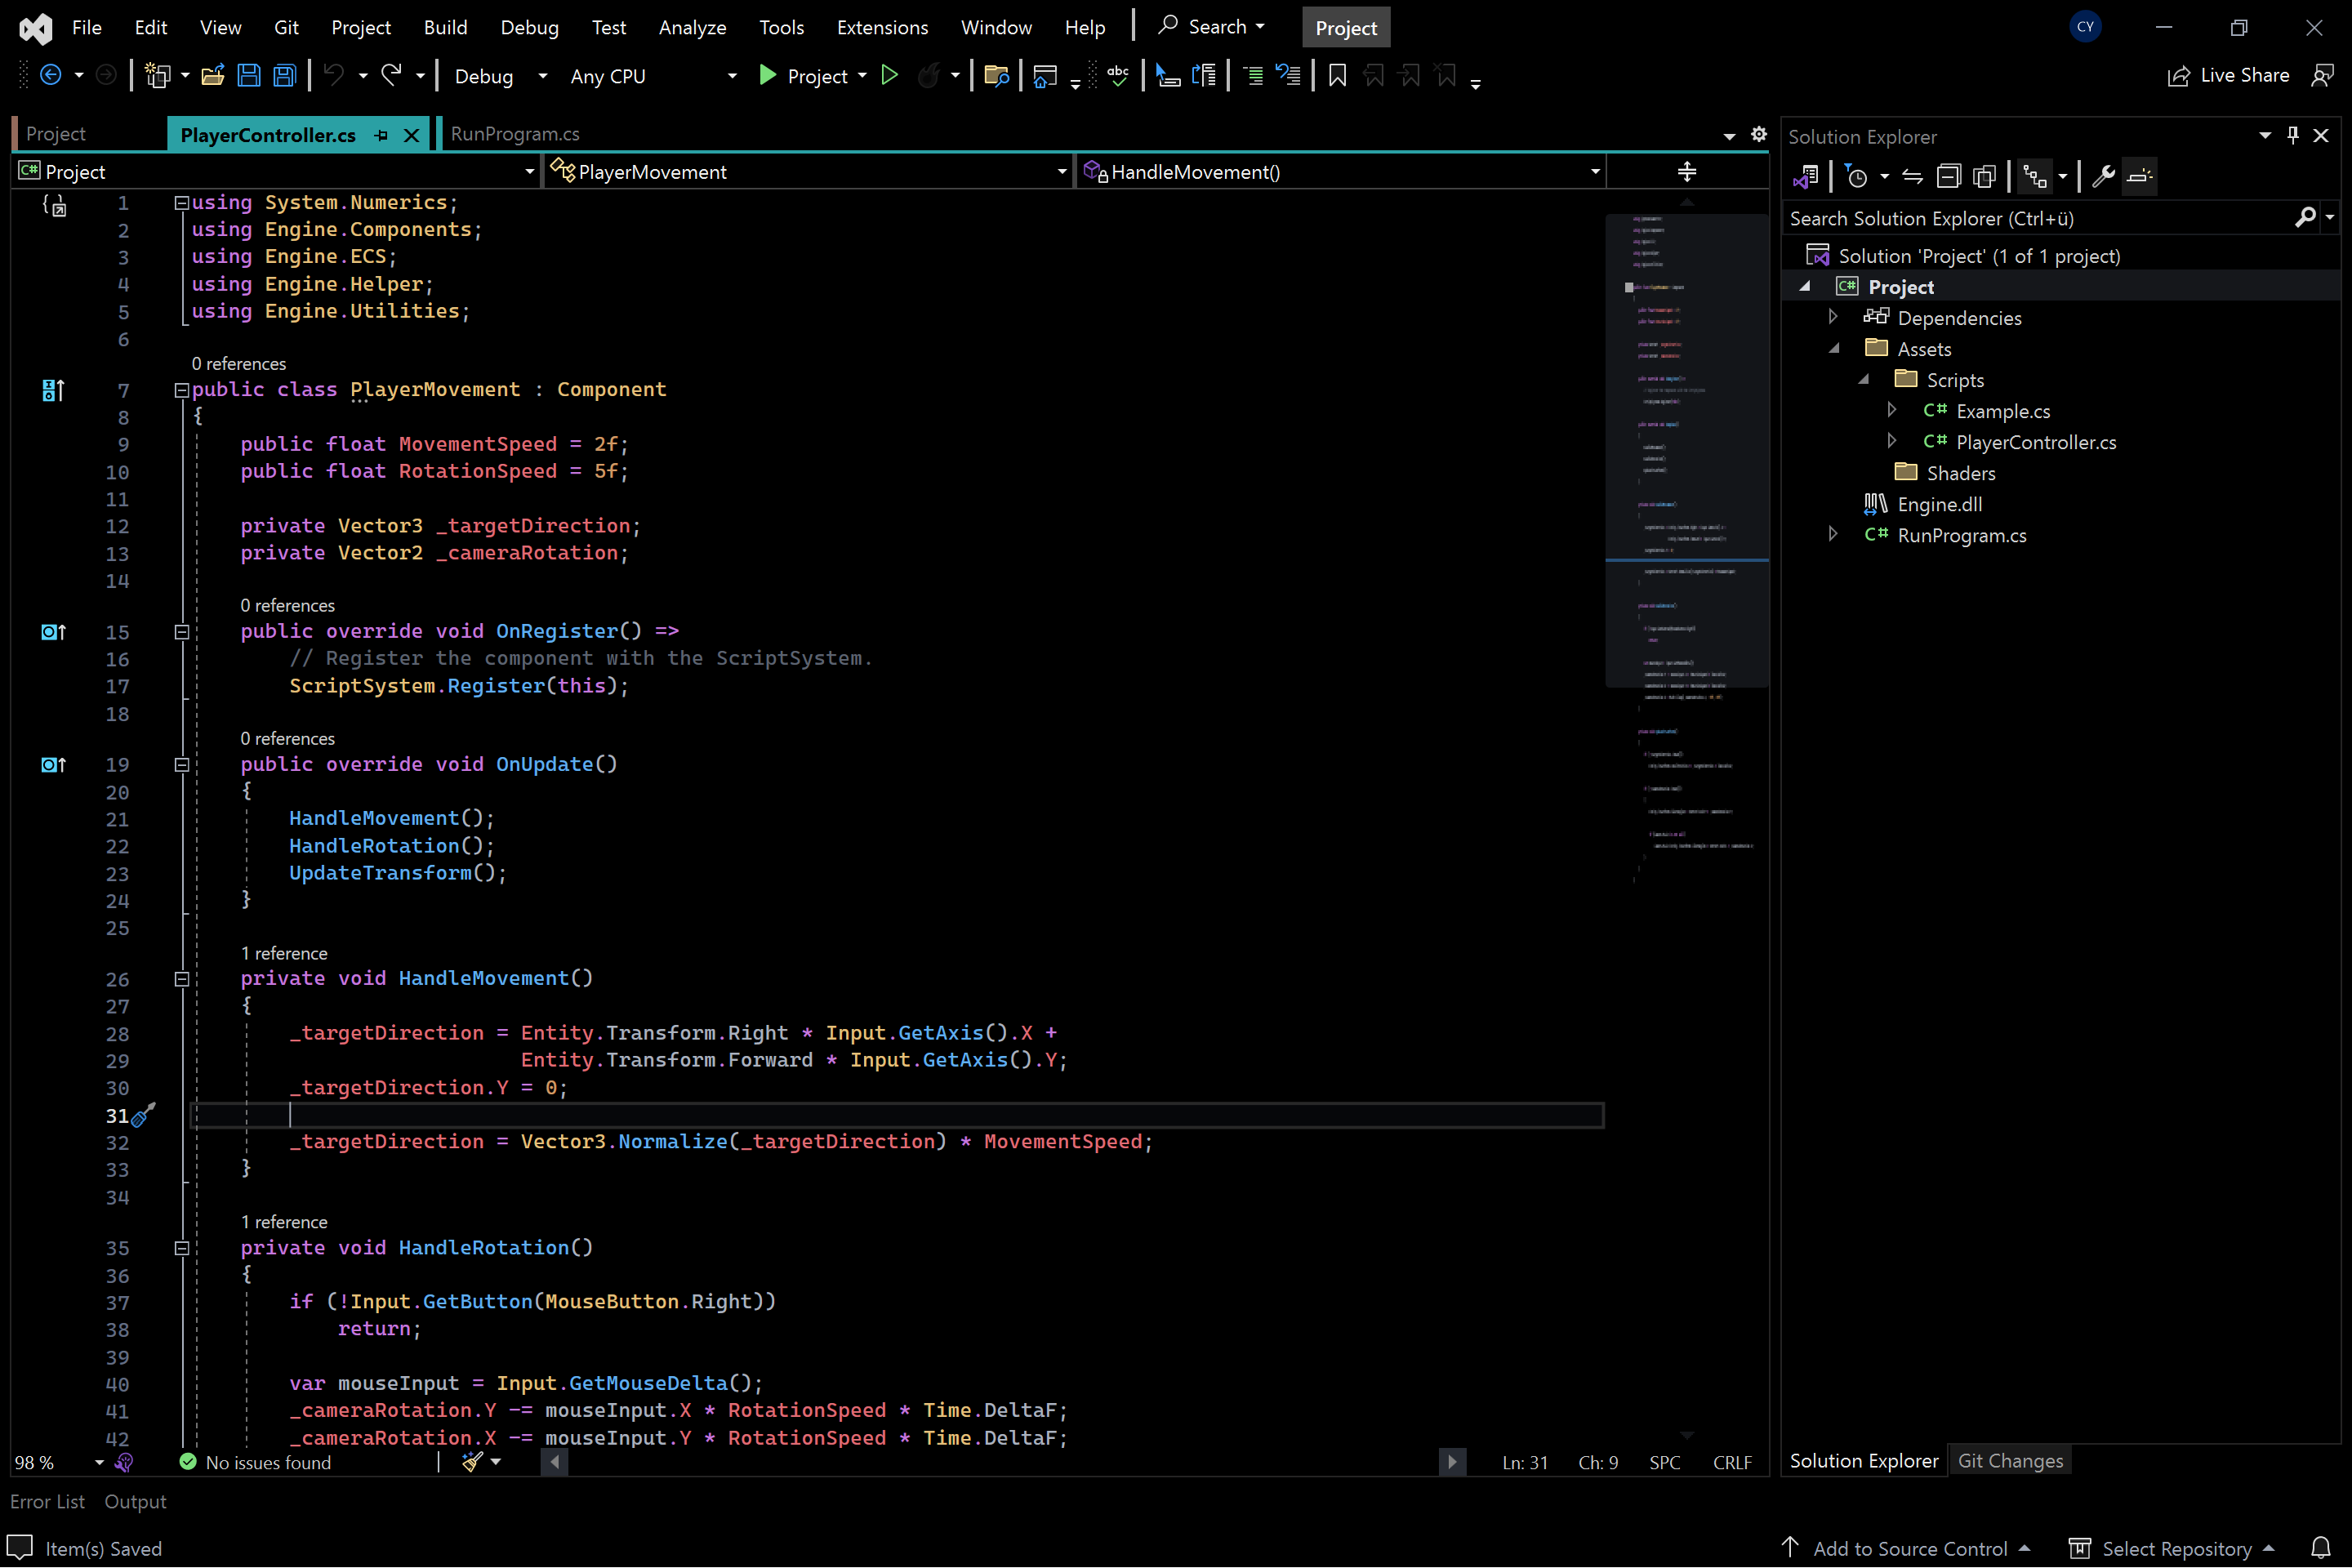 File Edit View Git Project Build Debug Test Analyze Tools Extensions Window Help Search Project CY
Debug Any CPU Project abc Live Share
Project PlayerController.cs RunProgram.cs
C# Project PlayerMovement HandleMovement()
1 using System.Numerics;
2 using Engine.Components;
3 using Engine.ECS;
4 using Engine.Helper;
5 using Engine.Utilities;
6
0 references
7 public class PlayerMovement : Component
8 {
9 public float MovementSpeed = 2f;
10 public float RotationSpeed = 5f;
11
12 private Vector3 _targetDirection;
13 private Vector2 _cameraRotation;
14
0 references
15 public override void OnRegister() =>
16 // Register the component with the ScriptSystem.
17 ScriptSystem.Register(this);
18
0 references
19 public override void OnUpdate()
20 {
21 HandleMovement();
22 HandleRotation();
23 UpdateTransform();
24 }
25
1 reference
26 private void HandleMovement()
27 {
28 _targetDirection = Entity.Transform.Right * Input.GetAxis().X +
29 Entity.Transform.Forward * Input.GetAxis().Y;
30 _targetDirection.Y = 0;
31
32 _targetDirection = Vector3.Normalize(_targetDirection) * MovementSpeed;
33 }
34
1 reference
35 private void HandleRotation()
36 {
37 if (!Input.GetButton(MouseButton.Right))
38 return;
39
40 var mouseInput = Input.GetMouseDelta();
41 _cameraRotation.Y -= mouseInput.X * RotationSpeed * Time.DeltaF;
42 _cameraRotation.X -= mouseInput.Y * RotationSpeed * Time.DeltaF;
98 % No issues found Ln: 31 Ch: 9 SPC CRLF
Solution Explorer
Search Solution Explorer (Ctrl+ü)
Solution 'Project' (1 of 1 project)
C# Project
Dependencies
Assets
Scripts
C# Example.cs
C# PlayerController.cs
Shaders
Engine.dll
C# RunProgram.cs
Solution Explorer Git Changes
Error List Output
Item(s) Saved Add to Source Control Select Repository